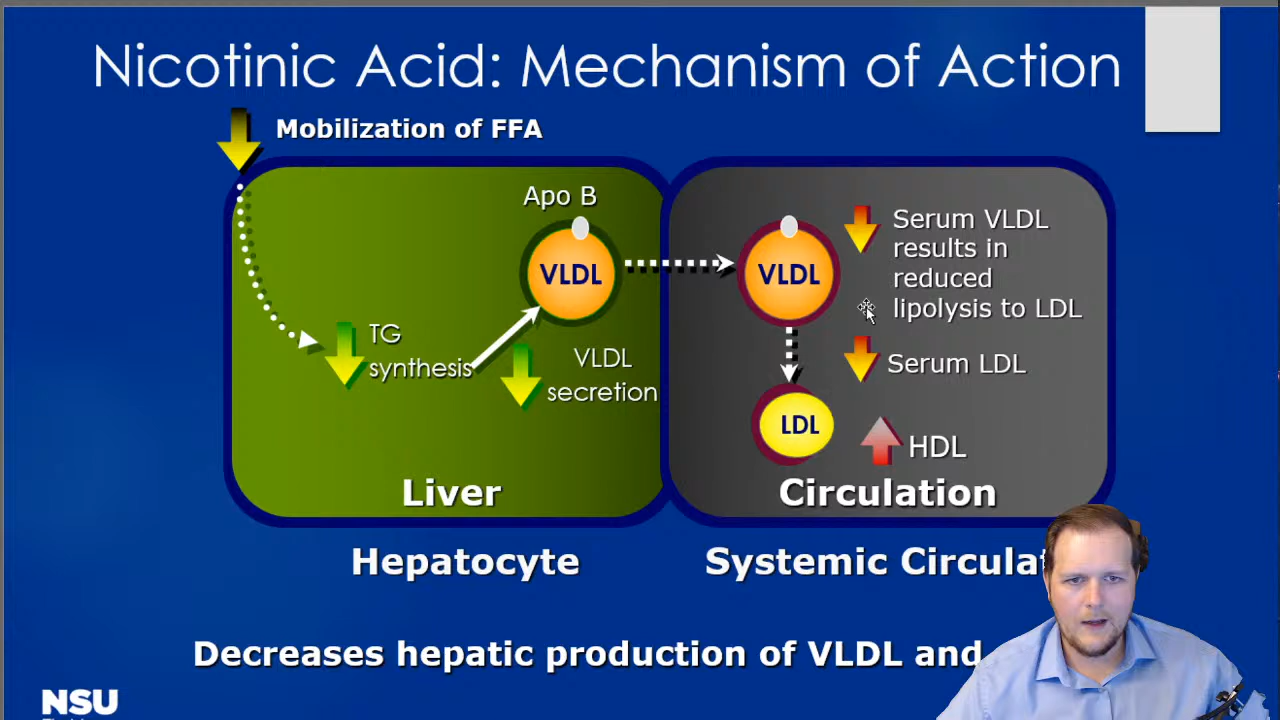 Nicotinic Acid: Mechanism of Action
Mobilization of FFA
Apo B
VLDL
TG
synthesis
VLDL
secretion
Liver
VLDL
Serum VLDL
results in
reduced
lipolysis to LDL
Serum LDL
LDL
HDL
Circulation
Hepatocyte
Systemic
Decreases hepatic production of VLDL and
NSU